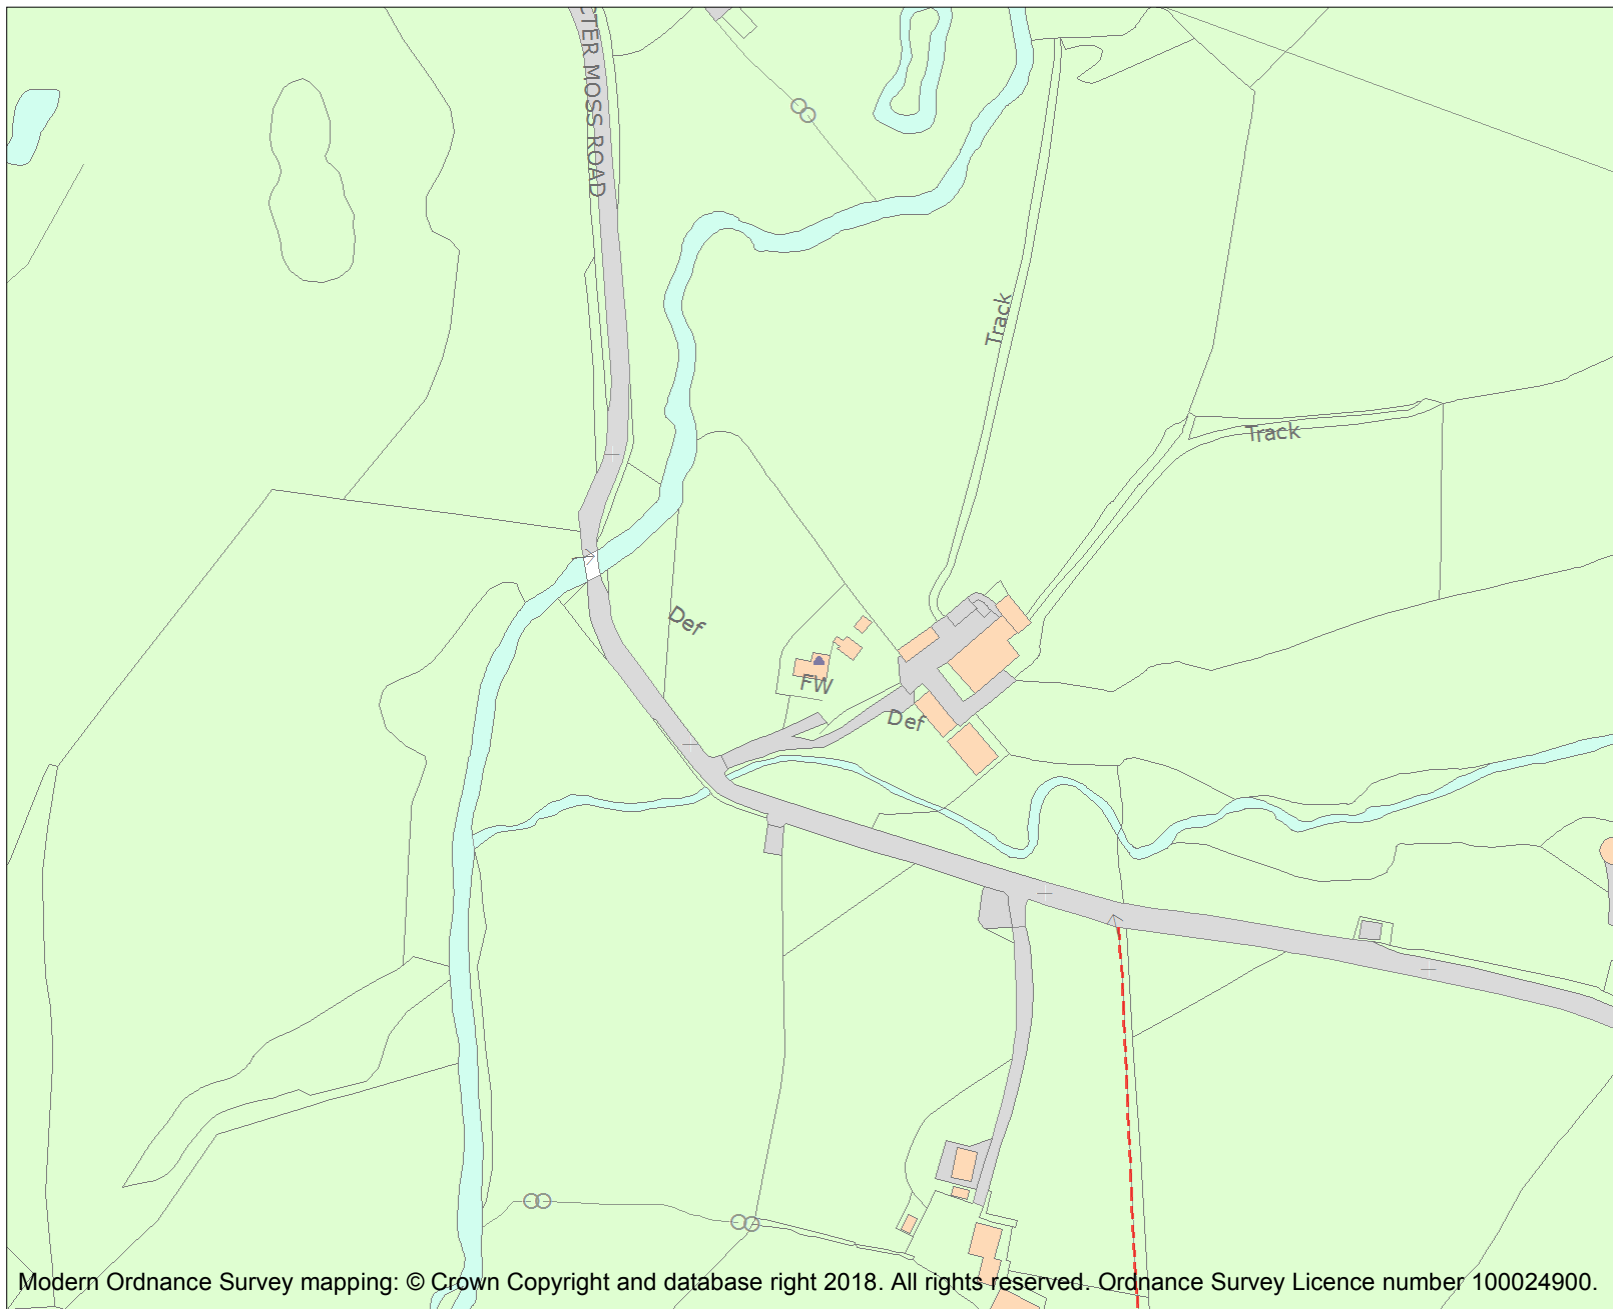 CTER MOSS ROAD
Track
Track
Def
FW
Def
Modern Ordnance Survey mapping: © Crown Copyright and database right 2018. All rights reserved. Ordnance Survey Licence number 100024900.